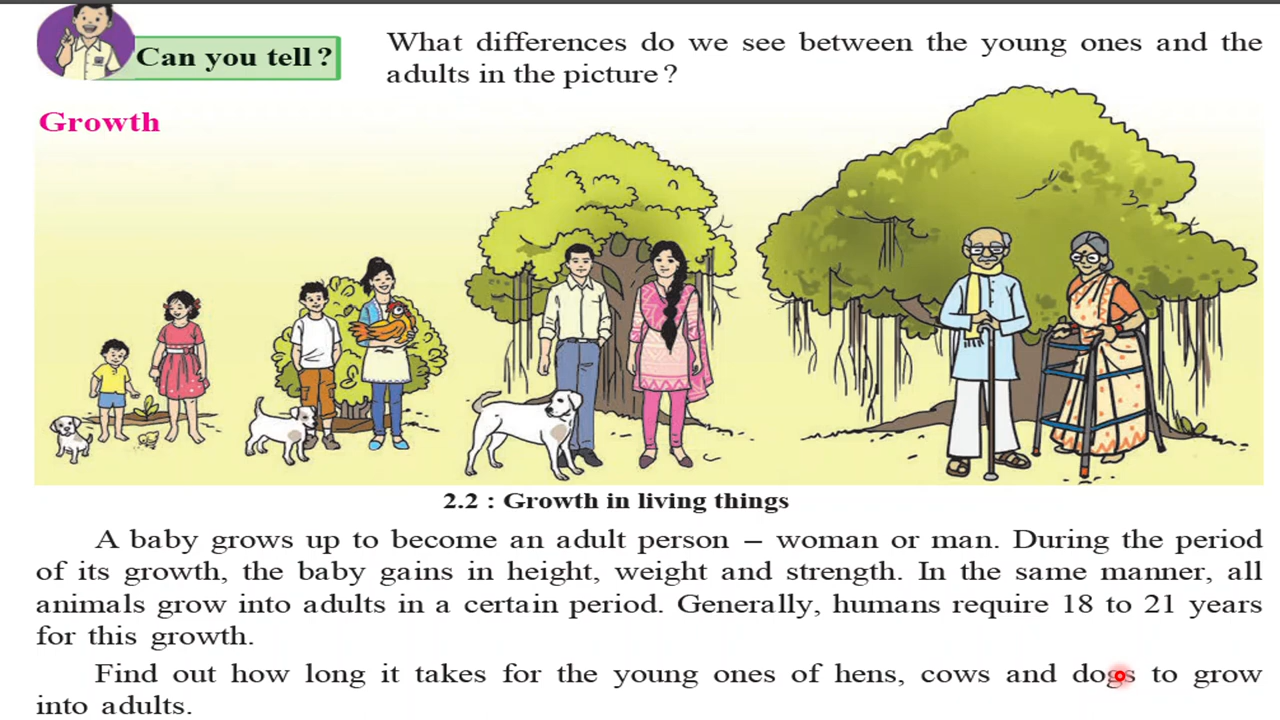 Can you tell ?
What differences do we see between the young ones and the
adults in the picture ?
Growth
2.2 : Growth in living things
A baby grows up to become an adult person – woman or man. During the period
of its growth, the baby gains in height, weight and strength. In the same manner, all
animals grow into adults in a certain period. Generally, humans require 18 to 21 years
for this growth.
Find out how long it takes for the young ones of hens, cows and dogs to grow
into adults.